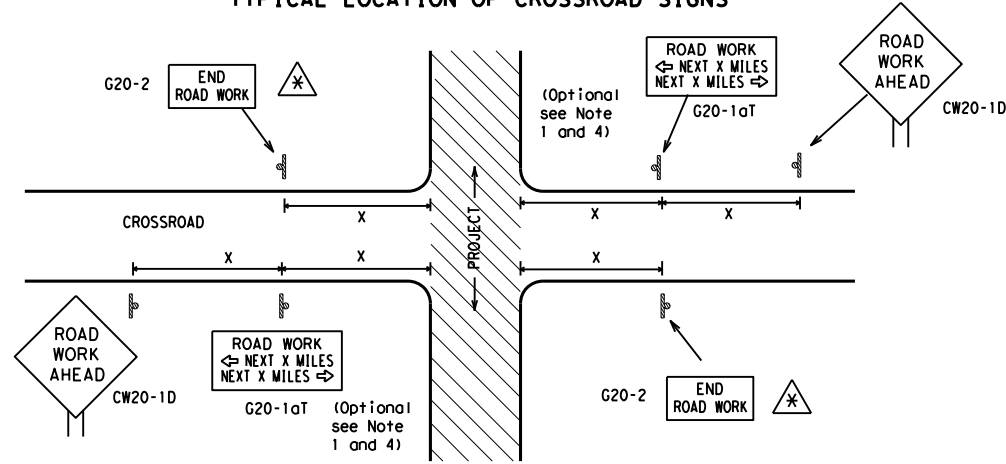 TYPICAL LOCATION OF CROSSROAD SIGNS
G20-2
END
ROAD WORK
*
(Optional
see Note
1 and 4)
ROAD WORK
⇦ NEXT X MILES
NEXT X MILES ⇨
G20-1aT
ROAD
WORK
AHEAD
CW20-1D
CROSSROAD
X
X
X
PROJECT
X
X
X
ROAD
WORK
AHEAD
CW20-1D
ROAD WORK
⇦ NEXT X MILES
NEXT X MILES ⇨
G20-1aT
(Optional
see Note
1 and 4)
G20-2
END
ROAD WORK
*